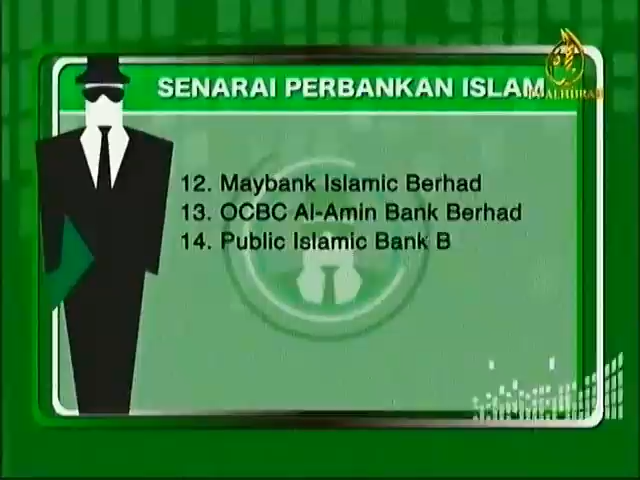 SENARAI PERBANKAN ISLAM
12. Maybank Islamic Berhad
13. OCBC Al-Amin Bank Berhad
14. Public Islamic Bank B